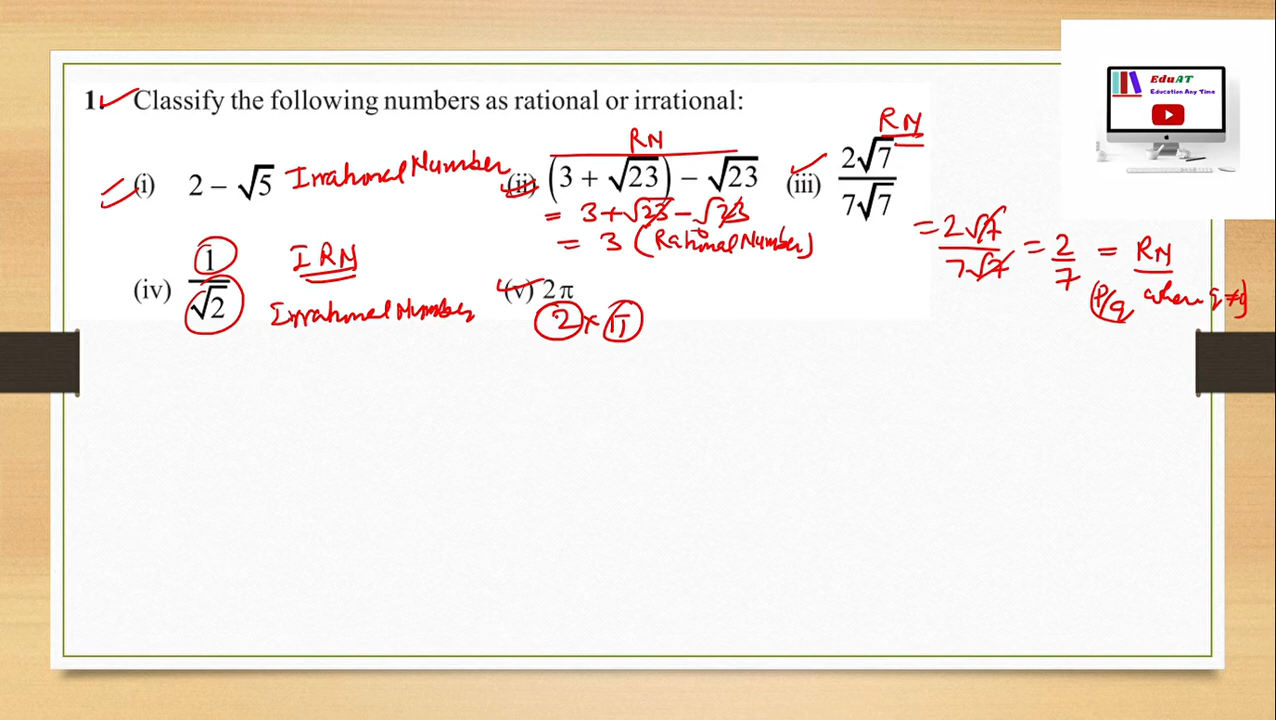 EduAT
Education Any Time
1. Classify the following numbers as rational or irrational:
(i) 2 – √5 Irrational Number
(ii) (3 + √23) – √23 RN
= 3 + √23 – √23
= 3 (Rational Number)
(iii) 2√7 / 7√7 RN
= 2√7 / 7√7 = 2/7 = RN
(P/q where q ≠ 0)
(iv) 1/√2 IRN
Irrational Number
(v) 2π
2 × π